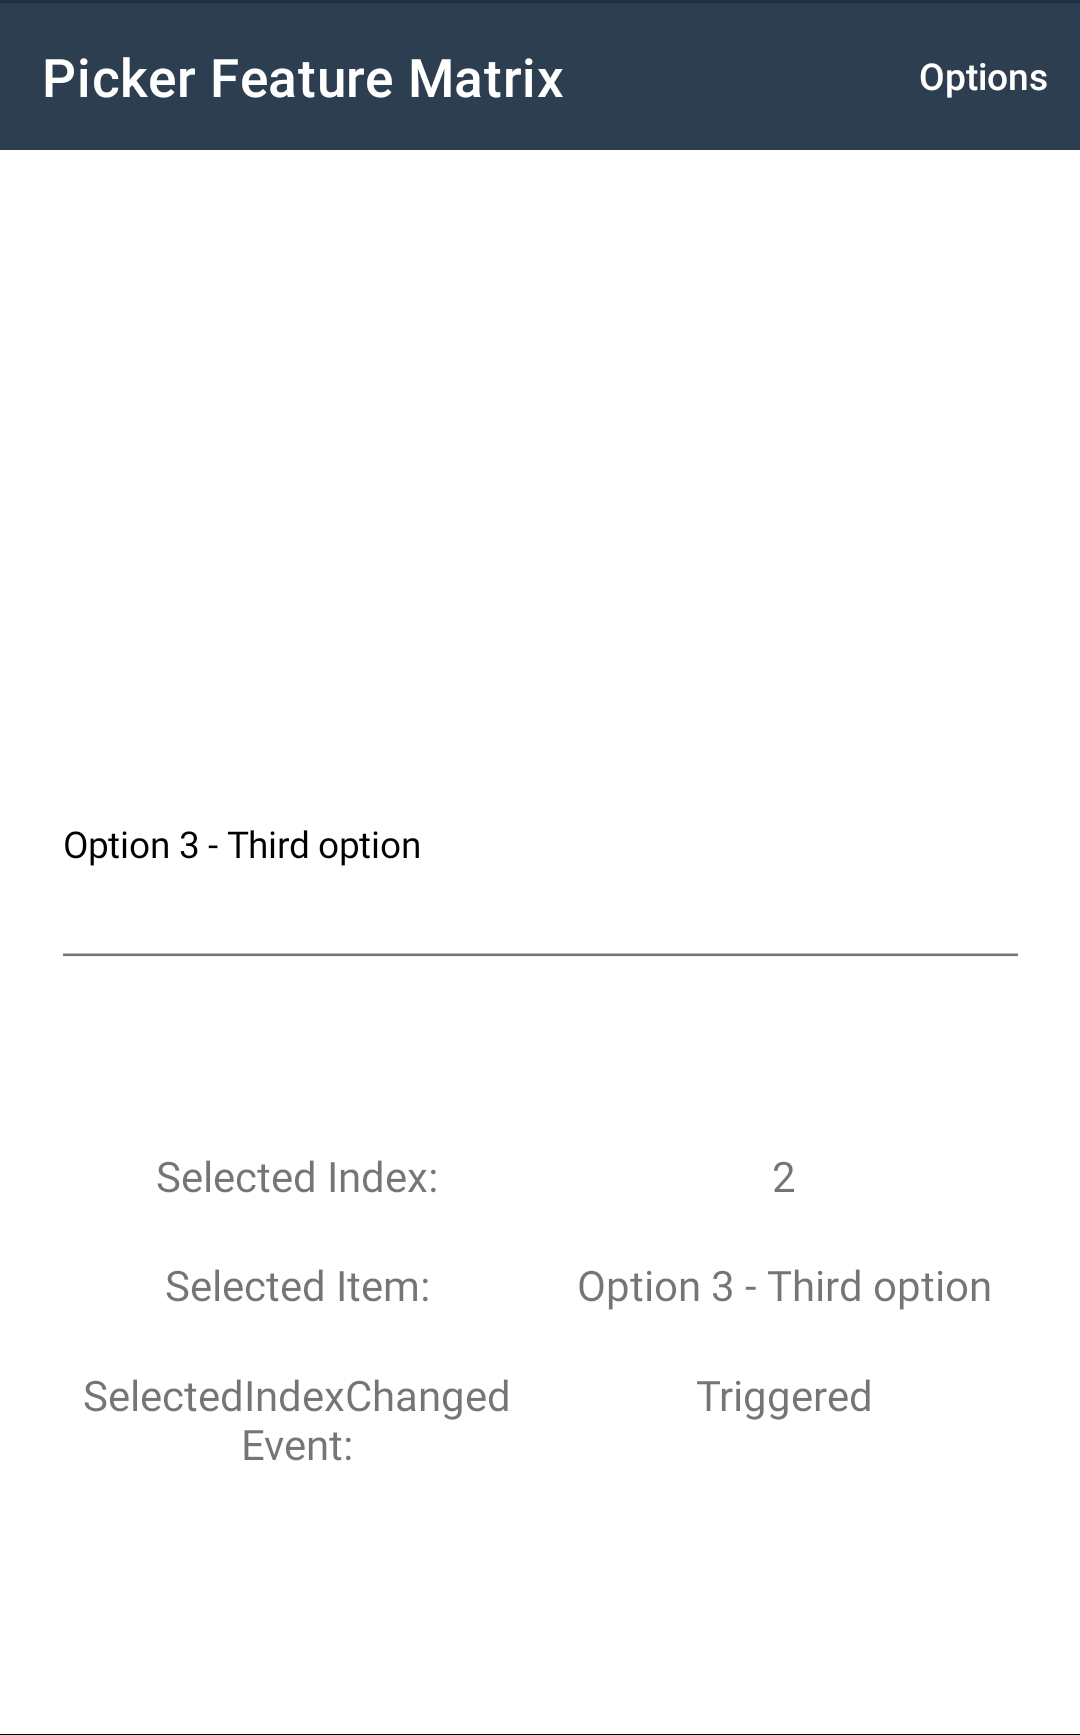 Picker Feature Matrix Options
Option 3 - Third option
Selected Index: 2
Selected Item: Option 3 - Third option
SelectedIndexChanged Triggered
Event: